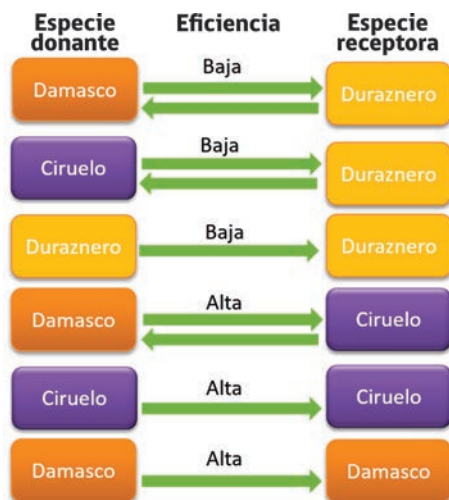 Especie
donante
Eficiencia
Especie
receptora
Damasco
Baja
Duraznero
Ciruelo
Baja
Duraznero
Duraznero
Baja
Duraznero
Damasco
Alta
Ciruelo
Ciruelo
Alta
Ciruelo
Damasco
Alta
Damasco